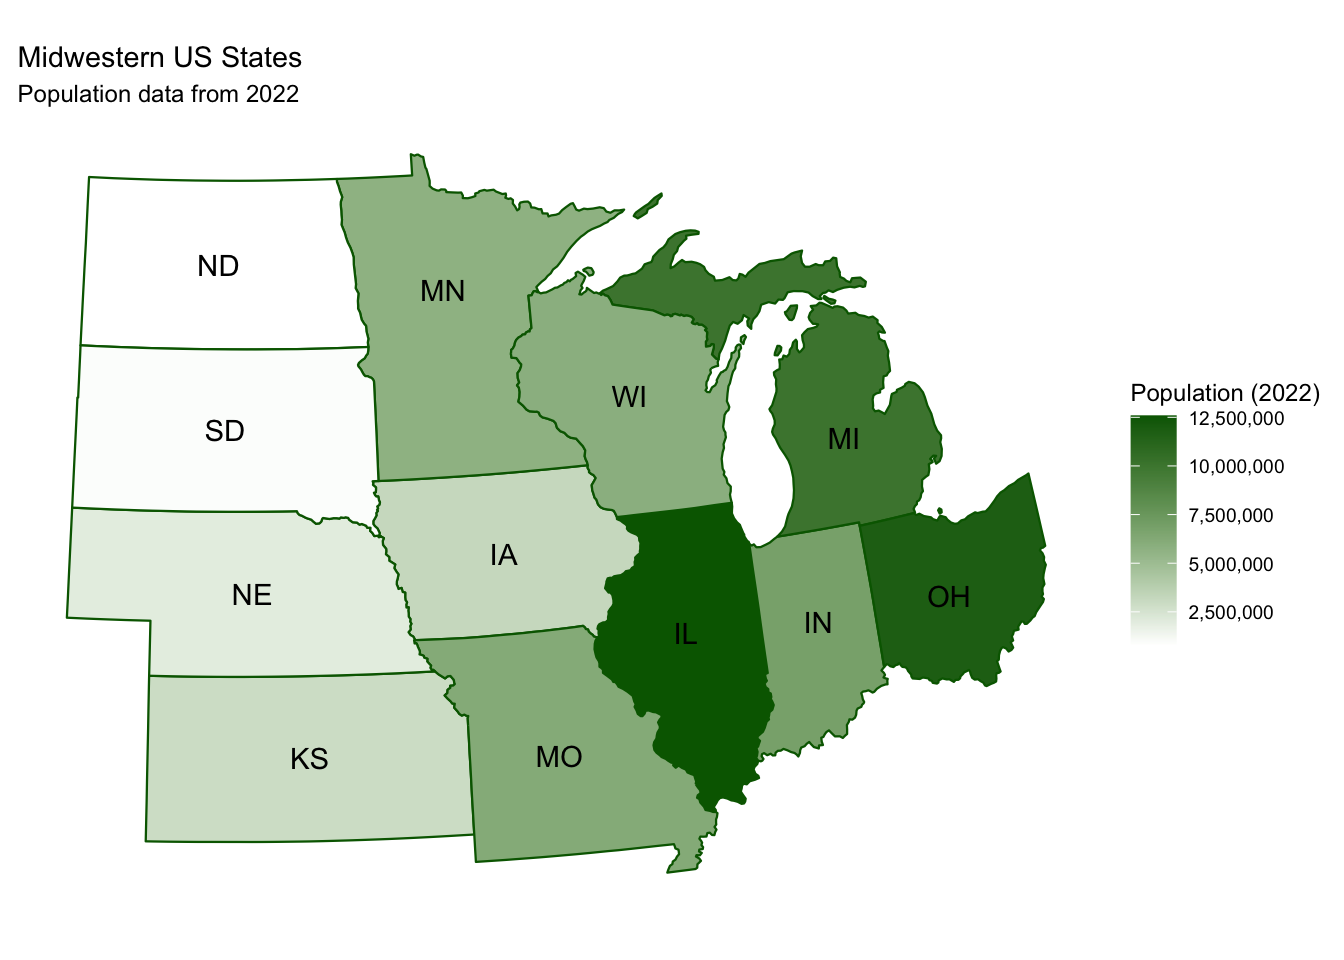 Midwestern US States
Population data from 2022
ND
MN
WI
SD
MI
IA
NE
OH
IN
IL
KS
MO
Population (2022)
12,500,000
10,000,000
7,500,000
5,000,000
2,500,000